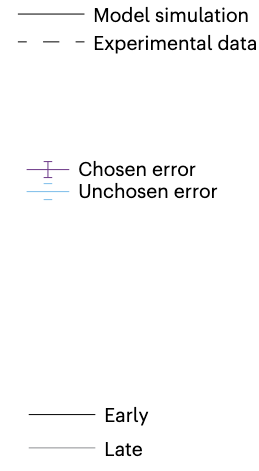 Model simulation
Experimental data
Chosen error
Unchosen error
Early
Late